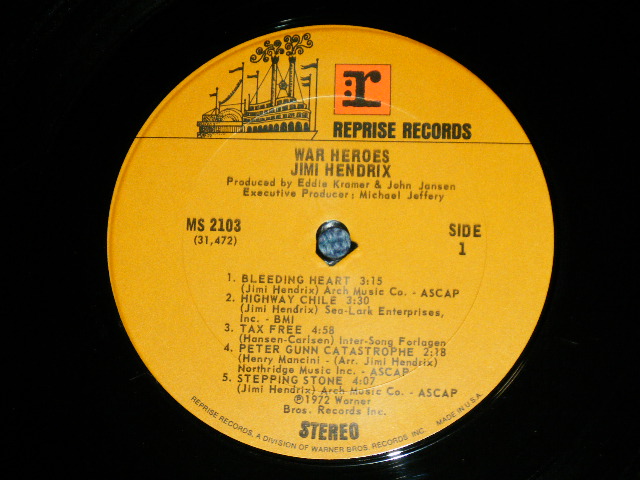 r
REPRISE RECORDS
WAR HEROES
JIMI HENDRIX
Produced by Eddie Kramer & John Jansen
Executive Producer: Michael Jeffery
MS 2103
(31,472)
SIDE
1
1. BLEEDING HEART 3:15
(Jimi Hendrix) Arch Music Co. - ASCAP
2. HIGHWAY CHILE 3:30
(Jimi Hendrix) Sea-Lark Enterprises,
Inc. - BMI
3. TAX FREE 4:58
(Hansen-Carlsen) Inter-Song Forlagen
4. PETER GUNN CATASTROPHE 2:18
(Henry Mancini - (Arr. Jimi Hendrix)
Northridge Music Inc. - ASCAP
5. STEPPING STONE 4:07
(Jimi Hendrix) Arch Music Co. - ASCAP
℗1972 Warner
Bros. Records Inc.
STEREO
REPRISE RECORDS, A DIVISION OF WARNER BROS. RECORDS INC. MADE IN U.S.A.